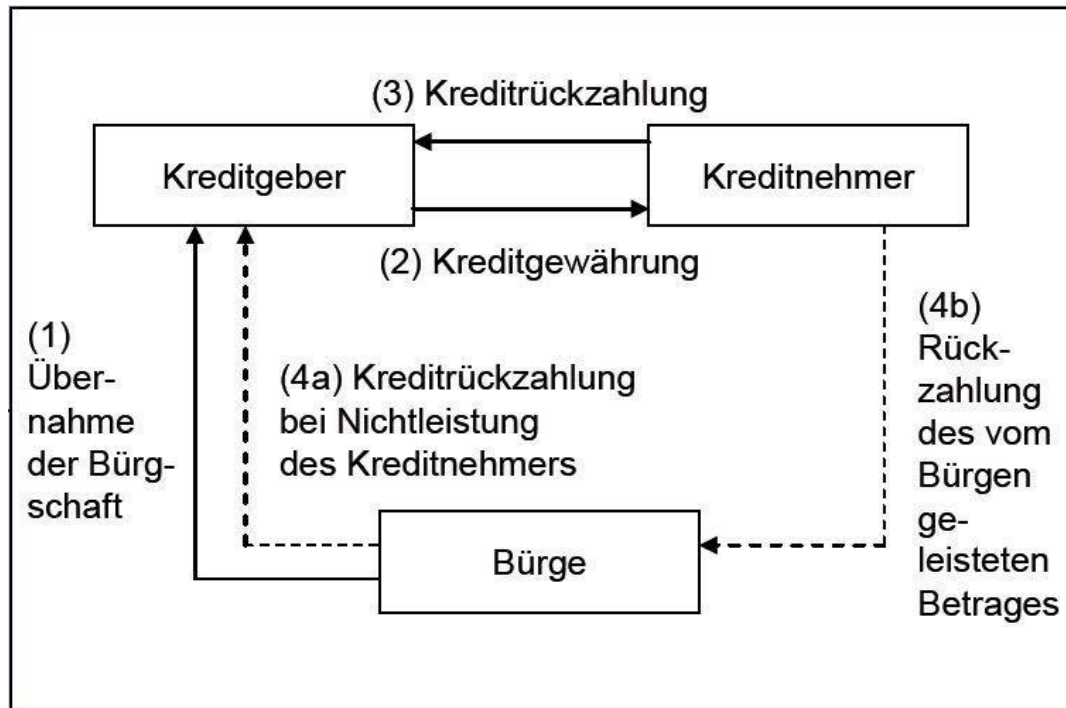 (3) Kreditrückzahlung
Kreditgeber
Kreditnehmer
(2) Kreditgewährung
(1)
Über-
nahme
der Bürg-
schaft
(4a) Kreditrückzahlung
bei Nichtleistung
des Kreditnehmers
(4b)
Rück-
zahlung
des vom
Bürgen
ge-
leisteten
Betrages
Bürge